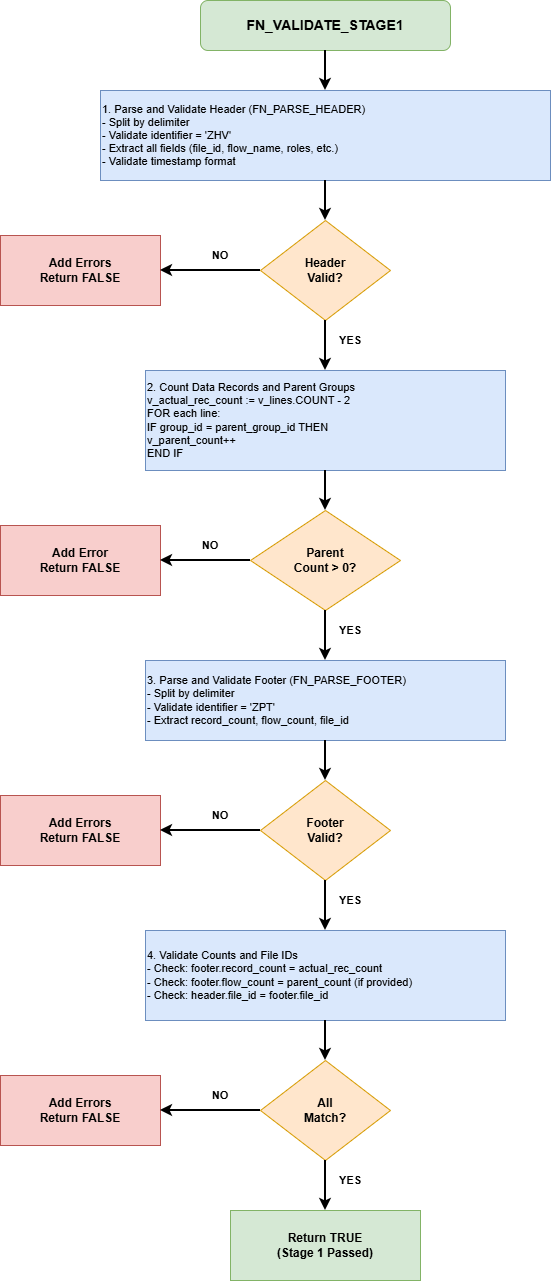 FN_VALIDATE_STAGE1
1. Parse and Validate Header (FN_PARSE_HEADER)
- Split by delimiter
- Validate identifier = 'ZHV'
- Extract all fields (file_id, flow_name, roles, etc.)
- Validate timestamp format
Header
Valid?
NO
Add Errors
Return FALSE
YES
2. Count Data Records and Parent Groups
v_actual_rec_count := v_lines.COUNT - 2
FOR each line:
IF group_id = parent_group_id THEN
v_parent_count++
END IF
Parent
Count > 0?
NO
Add Error
Return FALSE
YES
3. Parse and Validate Footer (FN_PARSE_FOOTER)
- Split by delimiter
- Validate identifier = 'ZPT'
- Extract record_count, flow_count, file_id
Footer
Valid?
NO
Add Errors
Return FALSE
YES
4. Validate Counts and File IDs
- Check: footer.record_count = actual_rec_count
- Check: footer.flow_count = parent_count (if provided)
- Check: header.file_id = footer.file_id
All
Match?
NO
Add Errors
Return FALSE
YES
Return TRUE
(Stage 1 Passed)